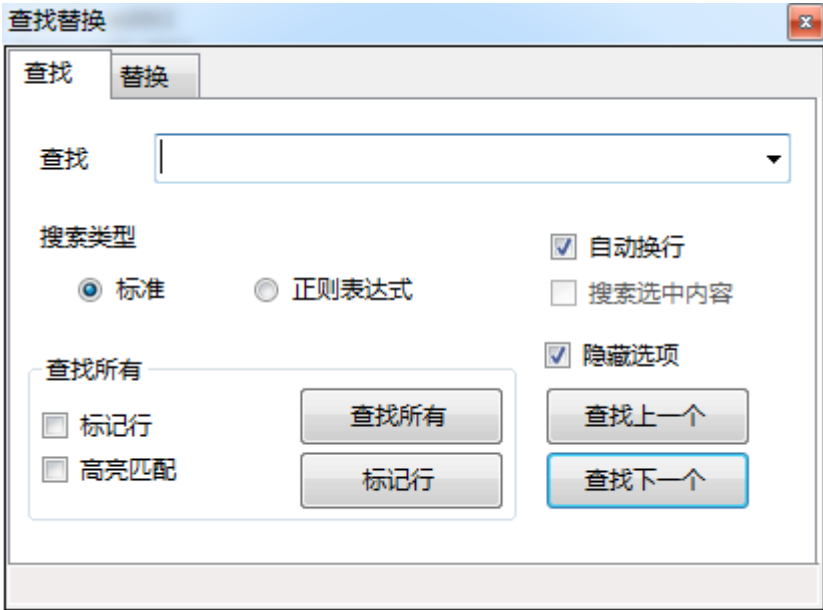 查找替换
查找
替换
查找
搜索类型
自动换行
标准
正则表达式
搜索选中内容
隐藏选项
查找所有
标记行
查找所有
查找上一个
高亮匹配
标记行
查找下一个